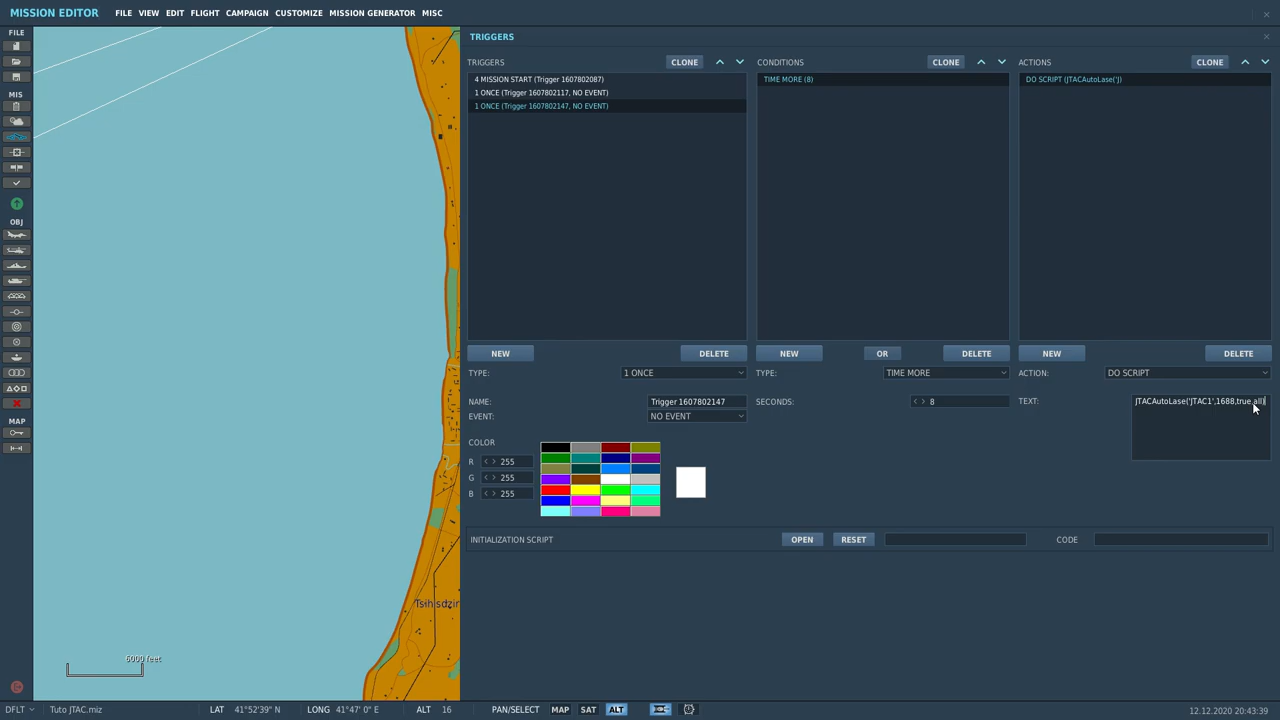 MISSION EDITOR FILE VIEW EDIT FLIGHT CAMPAIGN CUSTOMIZE MISSION GENERATOR MISC
FILE
MIS
OBJ
MAP
TRIGGERS
TRIGGERS CLONE
CONDITIONS CLONE
ACTIONS CLONE
4 MISSION START (Trigger 1607802087)
1 ONCE (Trigger 1607802117, NO EVENT)
1 ONCE (Trigger 1607802147, NO EVENT)
TIME MORE (8)
DO SCRIPT (JTACAutoLase('J)
NEW DELETE
NEW OR DELETE
NEW DELETE
TYPE: 1 ONCE
TYPE: TIME MORE
ACTION: DO SCRIPT
NAME: Trigger 1607802147
EVENT: NO EVENT
SECONDS: 8
TEXT: JTACAutoLase('JTAC1',1688,true,all)
COLOR
R 255
G 255
B 255
INITIALIZATION SCRIPT OPEN RESET CODE
6000 feet
DFLT Tuto JTAC.miz LAT 41°52'39" N LONG 41°47' 0" E ALT 16 PAN/SELECT MAP SAT ALT 12.12.2020 20:43:39